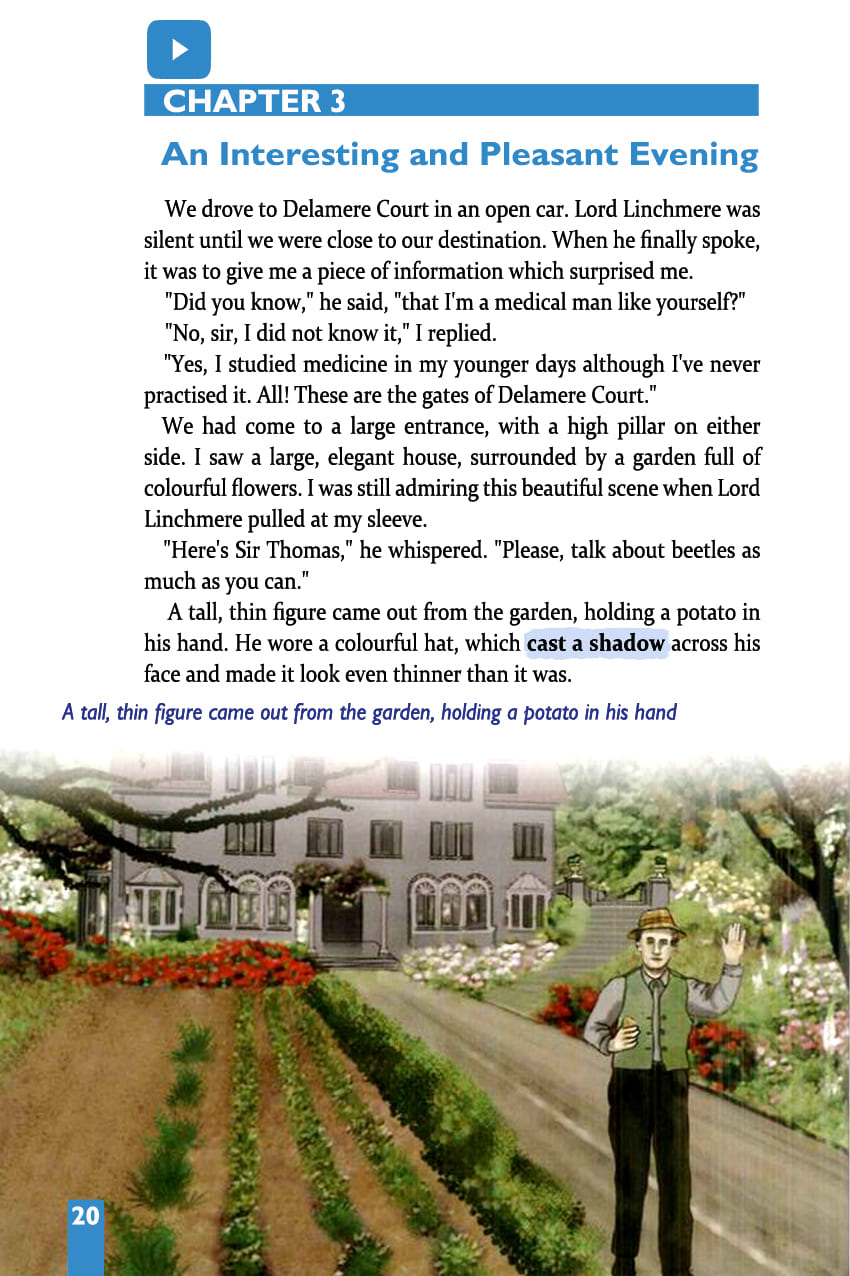 CHAPTER 3
An Interesting and Pleasant Evening
We drove to Delamere Court in an open car. Lord Linchmere was
silent until we were close to our destination. When he finally spoke,
it was to give me a piece of information which surprised me.
"Did you know," he said, "that I'm a medical man like yourself?"
"No, sir, I did not know it," I replied.
"Yes, I studied medicine in my younger days although I've never
practised it. All! These are the gates of Delamere Court."
We had come to a large entrance, with a high pillar on either
side. I saw a large, elegant house, surrounded by a garden full of
colourful flowers. I was still admiring this beautiful scene when Lord
Linchmere pulled at my sleeve.
"Here's Sir Thomas," he whispered. "Please, talk about beetles as
much as you can."
A tall, thin figure came out from the garden, holding a potato in
his hand. He wore a colourful hat, which cast a shadow across his
face and made it look even thinner than it was.
A tall, thin figure came out from the garden, holding a potato in his hand
20